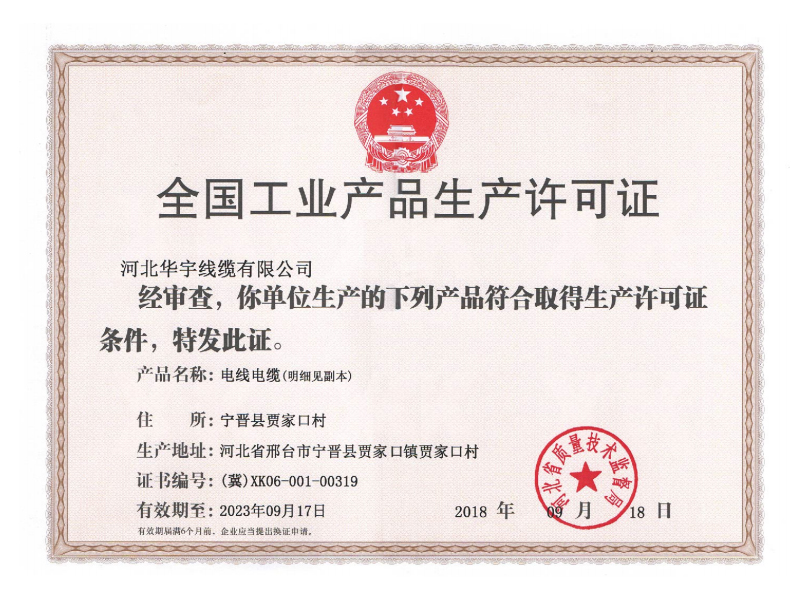 全国工业产品生产许可证
河北华宇线缆有限公司
经审查，你单位生产的下列产品符合取得生产许可证
条件，特发此证。
产品名称：电线电缆(明细见副本)
住 所：宁晋县贾家口村
生产地址：河北省邢台市宁晋县贾家口镇贾家口村
证书编号：(冀)XK06-001-00319
有效期至：2023年09月17日
2018 年 09 月 18 日
有效期届满6个月前，企业应当提出换证申请。
河北省质量技术监督局